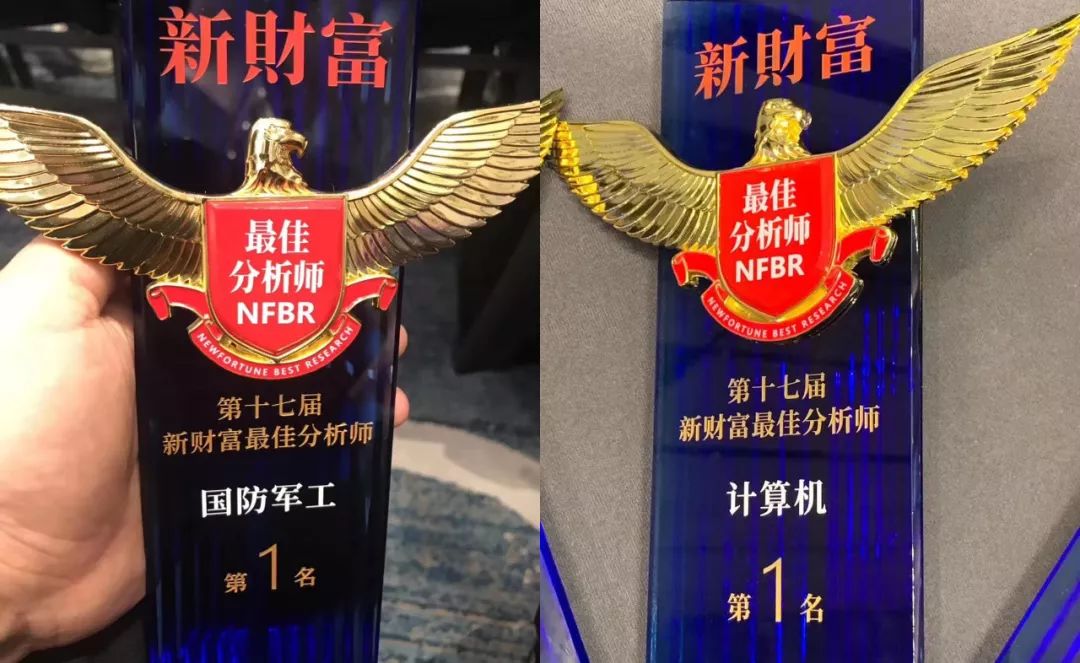 新財富
最佳
分析师
NFBR
NEWFORTUNE BEST RESEARCH
第十七届
新财富最佳分析师
国防军工
第1名
新財富
最佳
分析师
NFBR
NEWFORTUNE BEST RESEARCH
第十七届
新财富最佳分析师
计算机
第1名